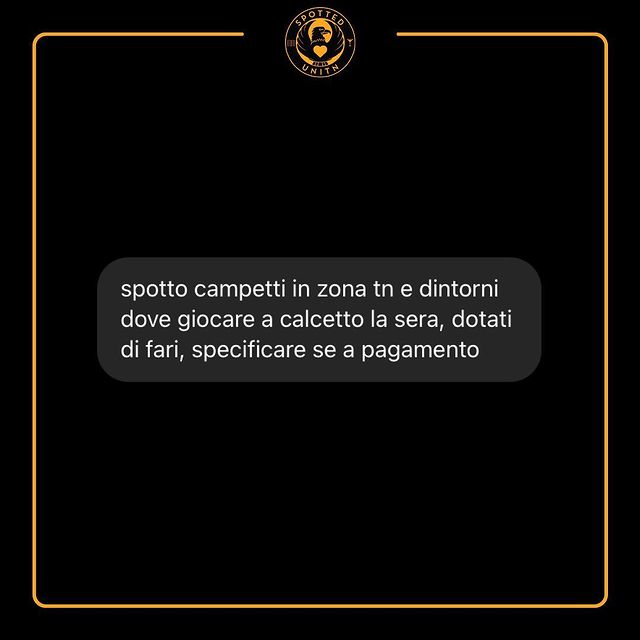 SPOTTED
UNITN
spotto campetti in zona tn e dintorni
dove giocare a calcetto la sera, dotati
di fari, specificare se a pagamento